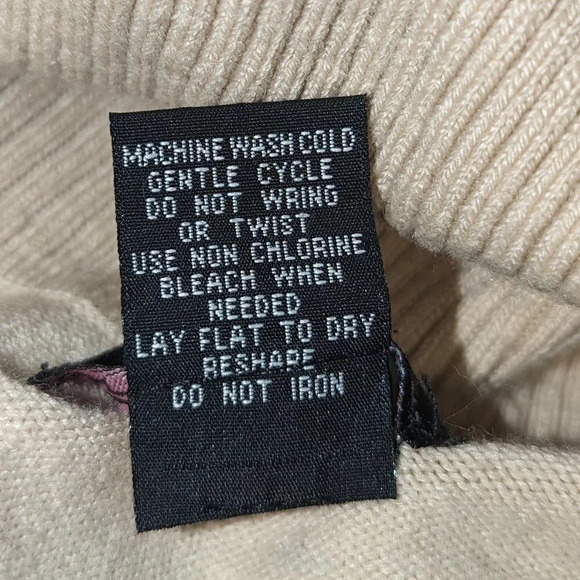 MACHINE WASH COLD
GENTLE CYCLE
DO NOT WRING
OR TWIST
USE NON CHLORINE
BLEACH WHEN
NEEDED
LAY FLAT TO DRY
RESHARE
DO NOT IRON